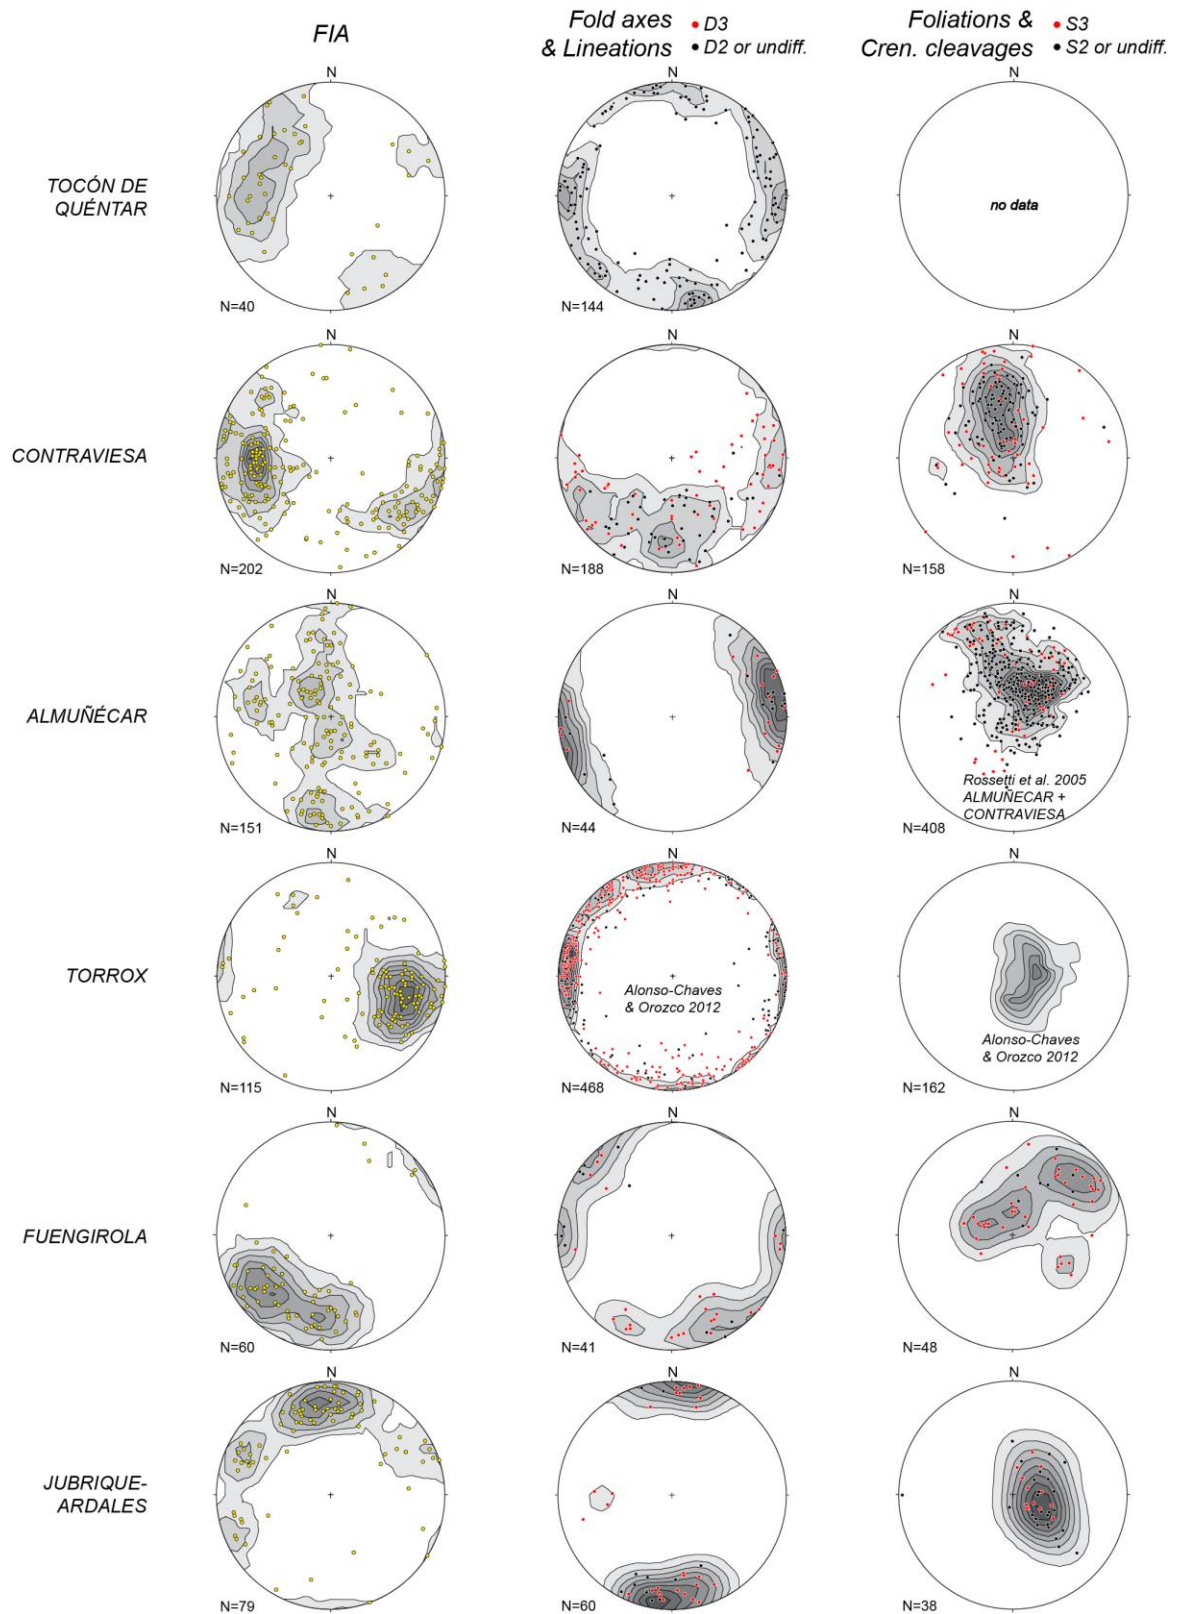 FIA
Fold axes
& Lineations
• D3
• D2 or undiff.
Foliations &
Cren. cleavages
• S3
• S2 or undiff.
TOCÓN DE
QUÉNTAR
N
N=40
N
N=144
N
no data
CONTRAVIESA
N
N=202
N
N=188
N
N=158
ALMUÑÉCAR
N
N=151
N
N=44
N
Rossetti et al. 2005
ALMUÑECAR +
CONTRAVIESA
N=408
TORROX
N
N=115
N
Alonso-Chaves
& Orozco 2012
N=468
N
Alonso-Chaves
& Orozco 2012
N=162
FUENGIROLA
N
N=60
N
N=41
N
N=48
JUBRIQUE-
ARDALES
N
N=79
N
N=60
N
N=38